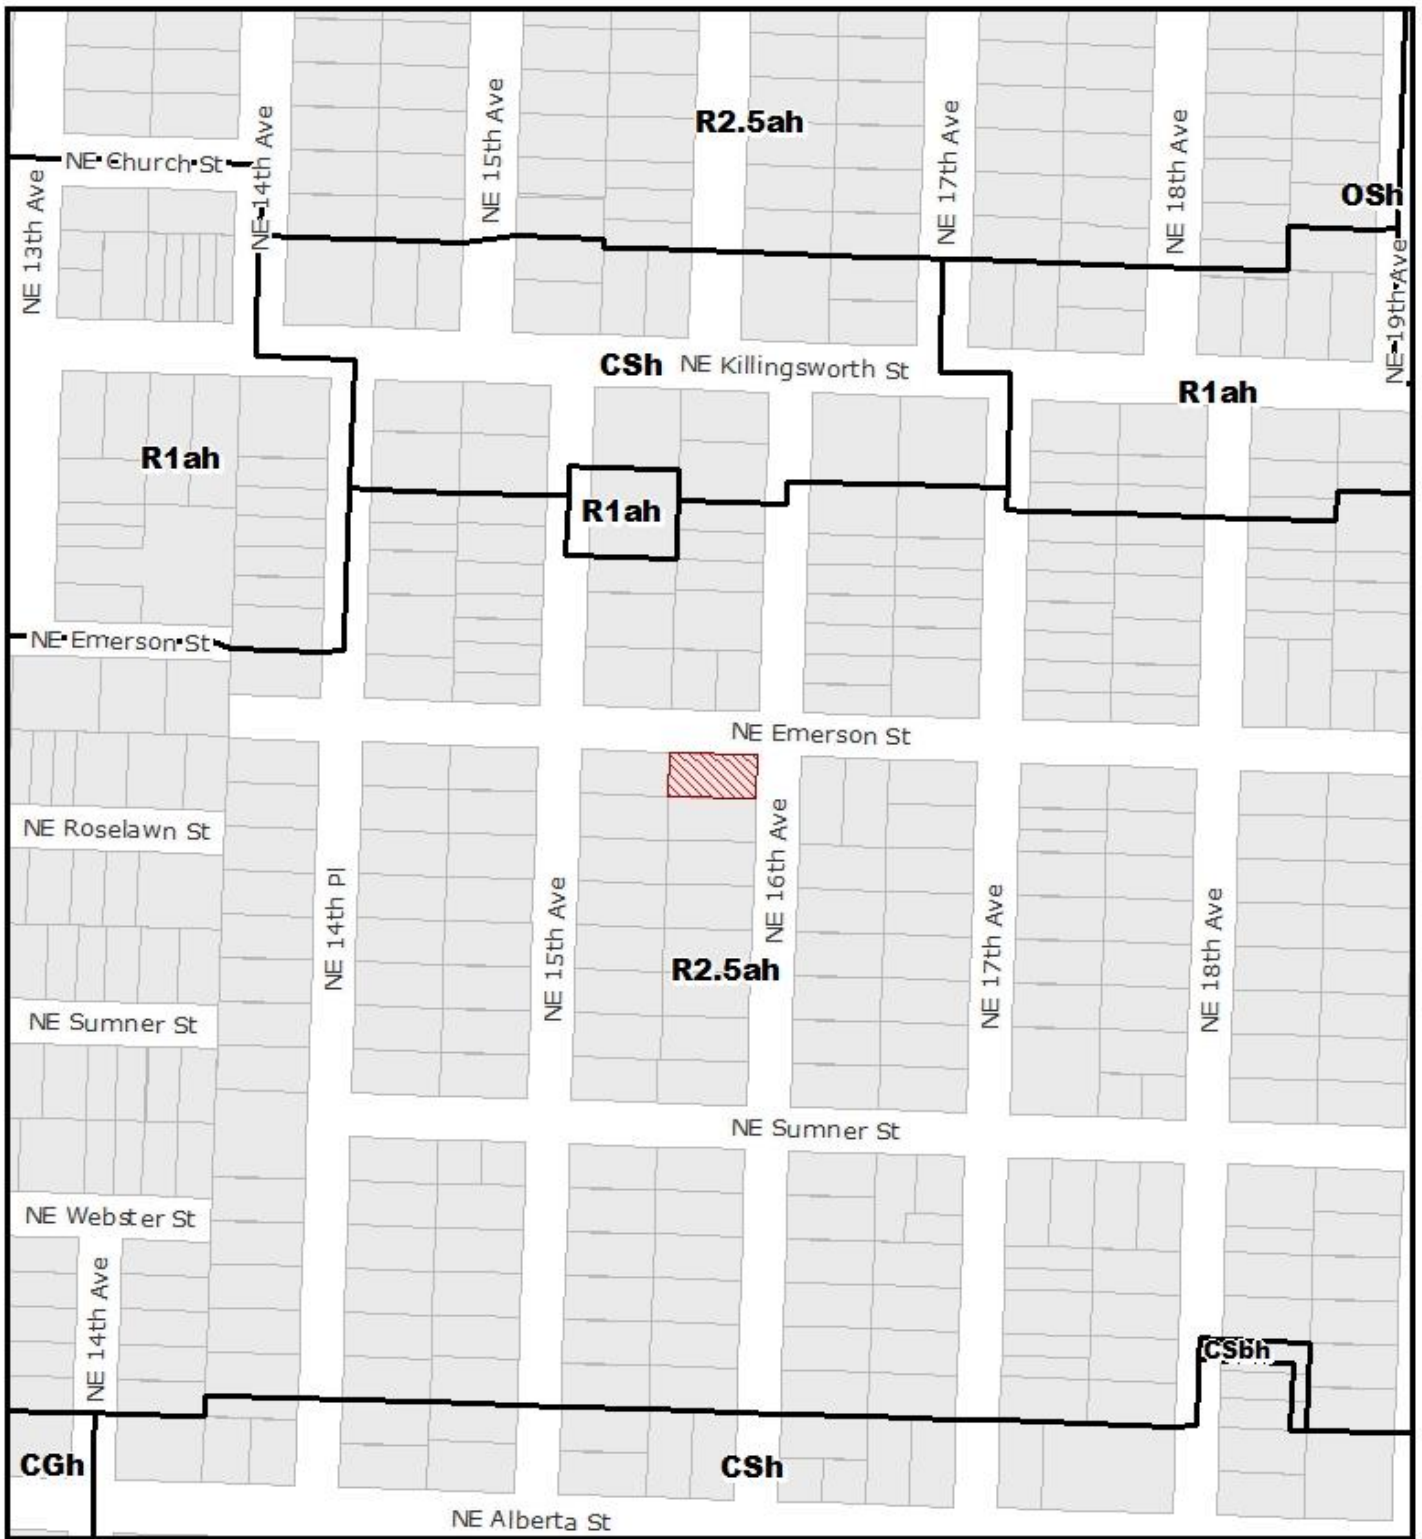 NE 14th Ave
NE 15th Ave
R2.5ah
NE 17th Ave
NE 18th Ave
NE Church St
NE 13th Ave
OSh
NE 19th Ave
CSh
NE Killingsworth St
R1ah
R1ah
R1ah
NE Emerson St
NE Emerson St
NE Roselawn St
NE 14th Pl
NE 15th Ave
NE 16th Ave
NE 17th Ave
NE 18th Ave
R2.5ah
NE Sumner St
NE Sumner St
NE Webster St
NE 14th Ave
CSbh
CGh
CSh
NE Alberta St